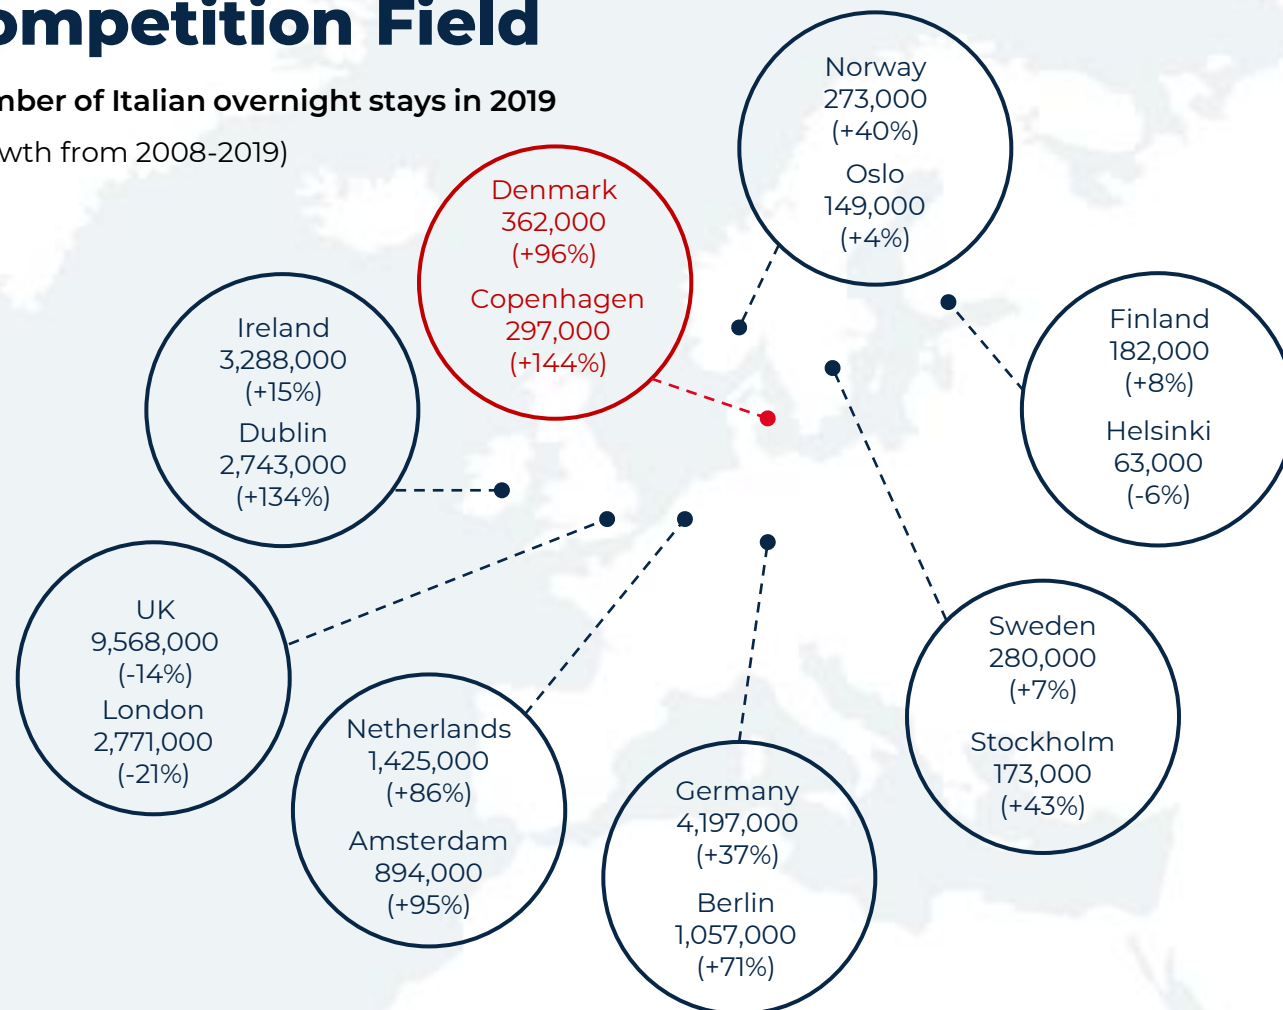 ompetition Field
mber of Italian overnight stays in 2019
wth from 2008-2019)
Norway
273,000
(+40%)
Oslo
149,000
(+4%)
Denmark
362,000
(+96%)
Copenhagen
297,000
(+144%)
Ireland
3,288,000
(+15%)
Dublin
2,743,000
(+134%)
Finland
182,000
(+8%)
Helsinki
63,000
(-6%)
UK
9,568,000
(-14%)
London
2,771,000
(-21%)
Netherlands
1,425,000
(+86%)
Amsterdam
894,000
(+95%)
Germany
4,197,000
(+37%)
Berlin
1,057,000
(+71%)
Sweden
280,000
(+7%)
Stockholm
173,000
(+43%)